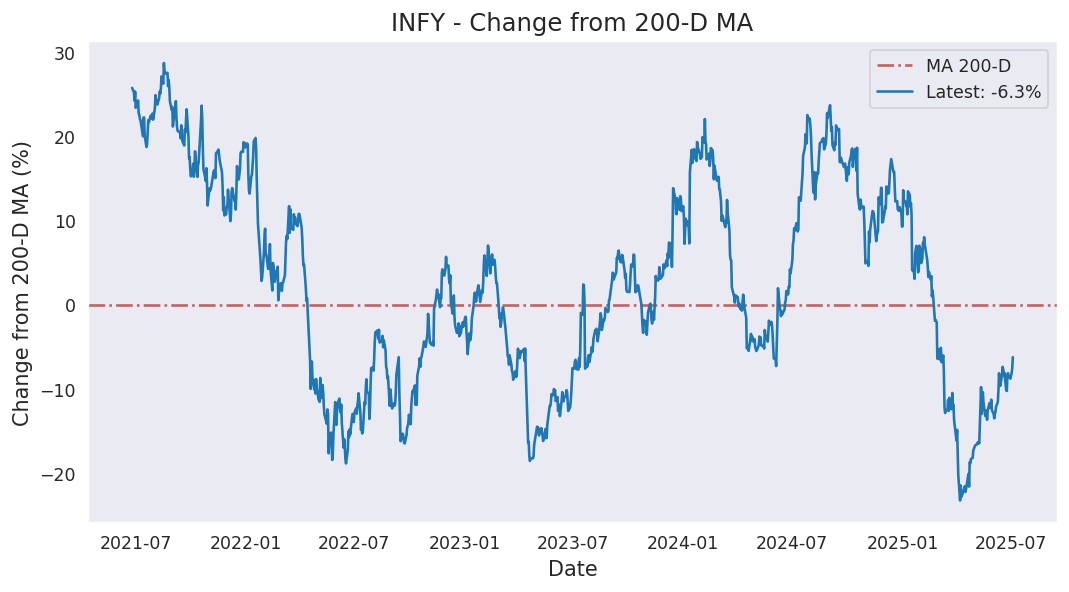 INFY - Change from 200-D MA
MA 200-D
Latest: -6.3%
Change from 200-D MA (%)
30
20
10
0
−10
−20
2021-07 2022-01 2022-07 2023-01 2023-07 2024-01 2024-07 2025-01 2025-07
Date